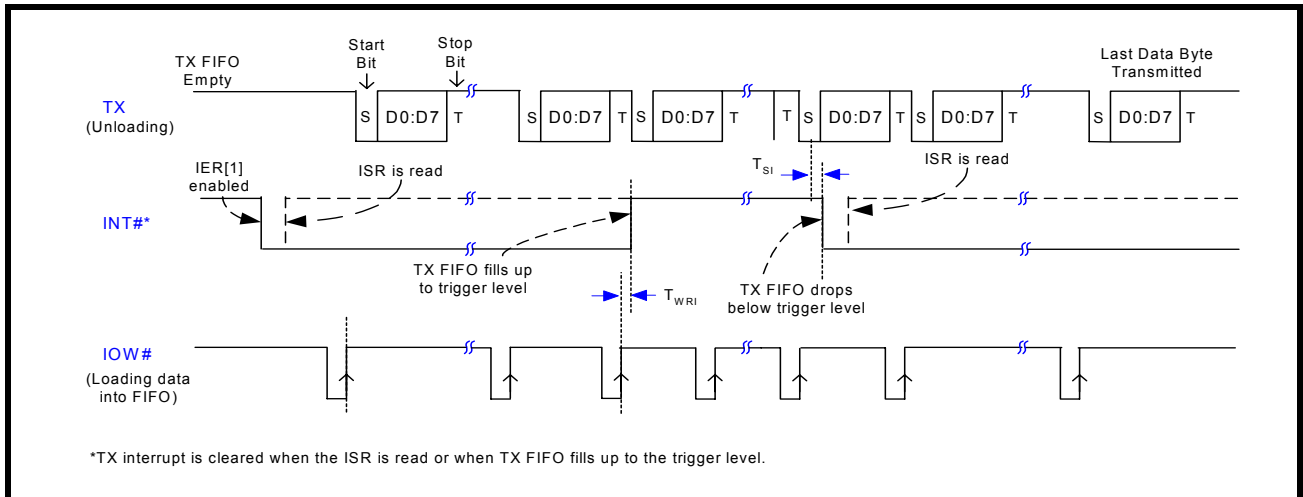 TX FIFO
Empty
Start
Bit
Stop
Bit
Last Data Byte
Transmitted
TX
(Unloading)
S D0:D7 T S D0:D7 T S D0:D7 T T S D0:D7 T S D0:D7 T S D0:D7 T
IER[1]
enabled
ISR is read
TSI
ISR is read
INT#*
TX FIFO fills up
to trigger level
TWRI
TX FIFO drops
below trigger level
IOW#
(Loading data
into FIFO)
*TX interrupt is cleared when the ISR is read or when TX FIFO fills up to the trigger level.